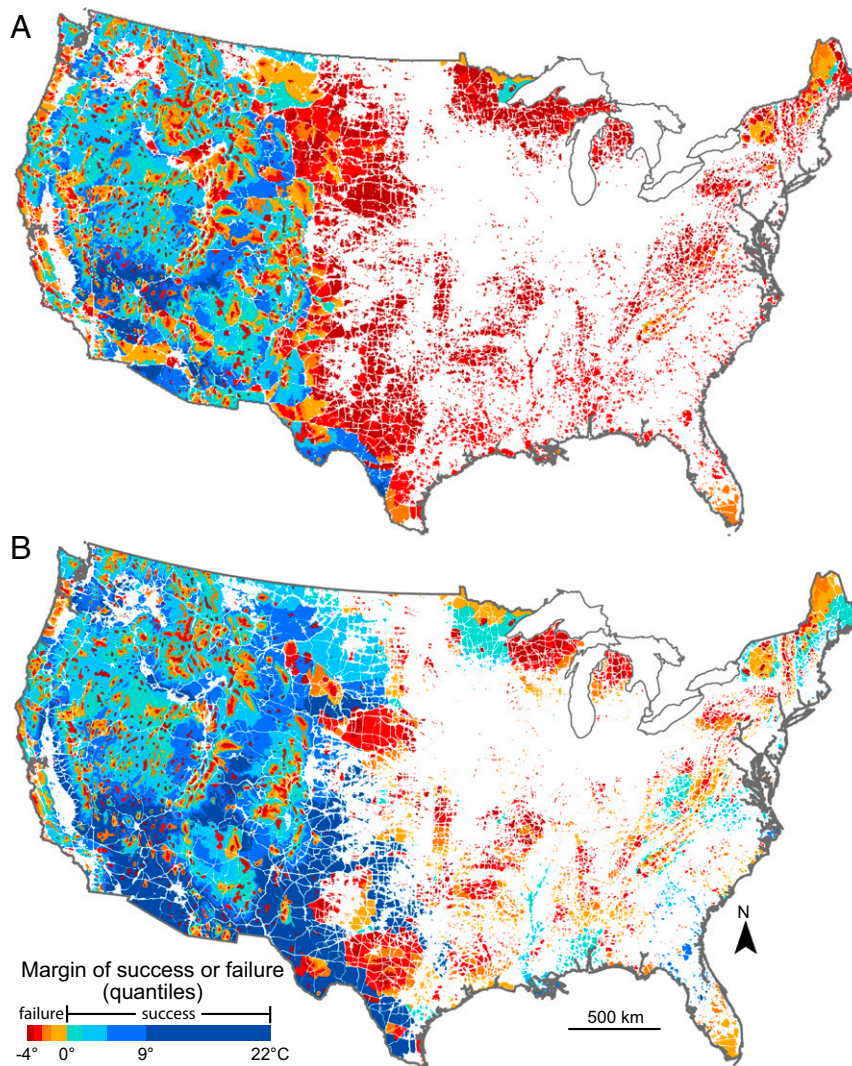 A
B
N
Margin of success or failure
(quantiles)
failure success
-4° 0° 9° 22°C
500 km